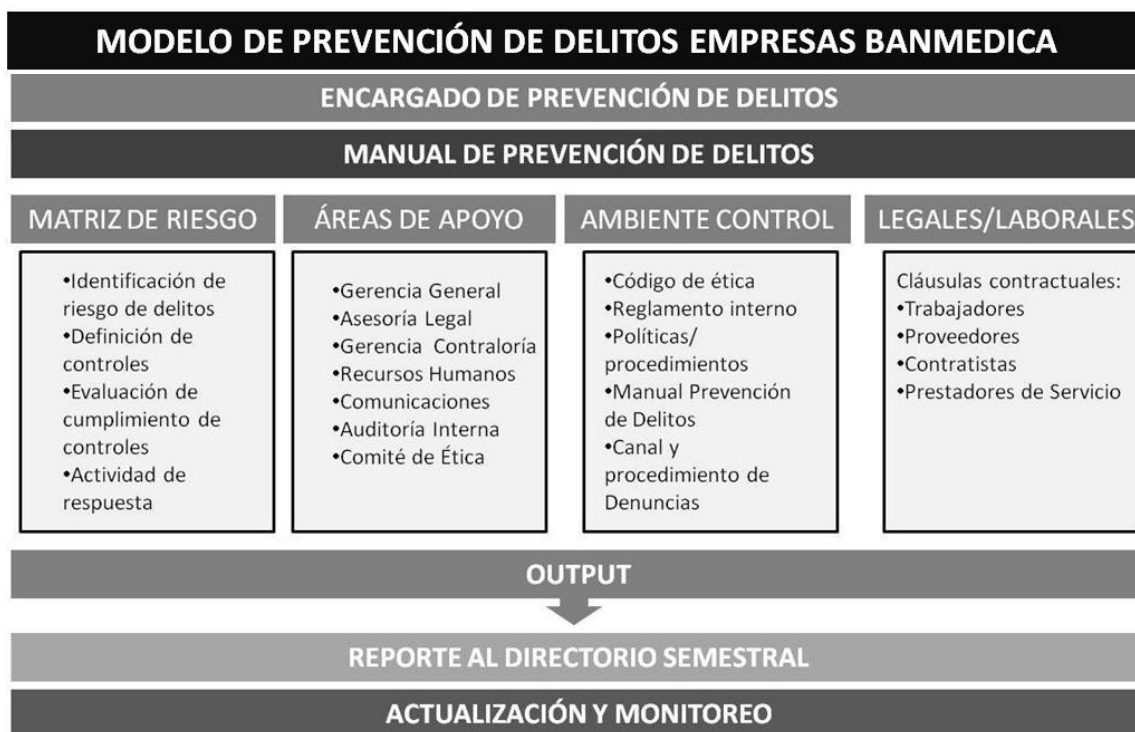 MODELO DE PREVENCIÓN DE DELITOS EMPRESAS BANMEDICA
ENCARGADO DE PREVENCIÓN DE DELITOS
MANUAL DE PREVENCIÓN DE DELITOS
MATRIZ DE RIESGO
•Identificación de
riesgo de delitos
•Definición de
controles
•Evaluación de
cumplimiento de
controles
•Actividad de
respuesta
ÁREAS DE APOYO
•Gerencia General
•Asesoría Legal
•Gerencia Contraloría
•Recursos Humanos
•Comunicaciones
•Auditoría Interna
•Comité de Ética
AMBIENTE CONTROL
•Código de ética
•Reglamento interno
•Políticas/
procedimientos
•Manual Prevención
de Delitos
•Canal y
procedimiento de
Denuncias
LEGALES/LABORALES
Cláusulas contractuales:
•Trabajadores
•Proveedores
•Contratistas
•Prestadores de Servicio
OUTPUT
REPORTE AL DIRECTORIO SEMESTRAL
ACTUALIZACIÓN Y MONITOREO